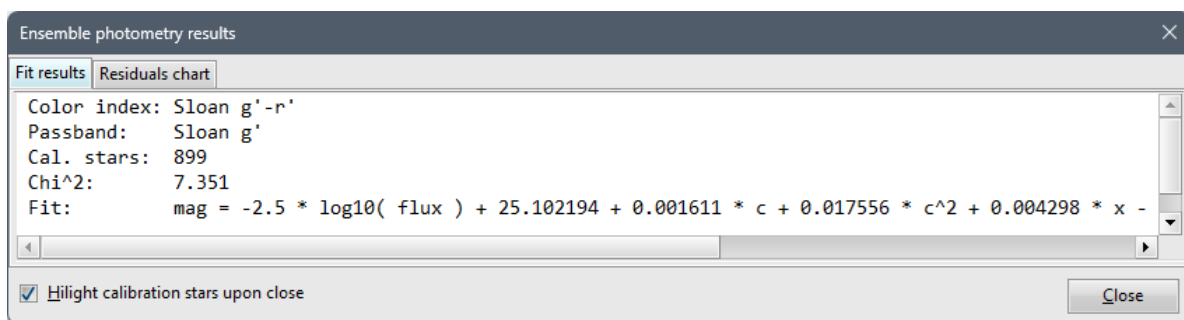 Ensemble photometry results
Fit results Residuals chart
Color index: Sloan g'-r'
Passband: Sloan g'
Cal. stars: 899
Chi^2: 7.351
Fit: mag = -2.5 * log10( flux ) + 25.102194 + 0.001611 * c + 0.017556 * c^2 + 0.004298 * x -
Hilight calibration stars upon close
Close